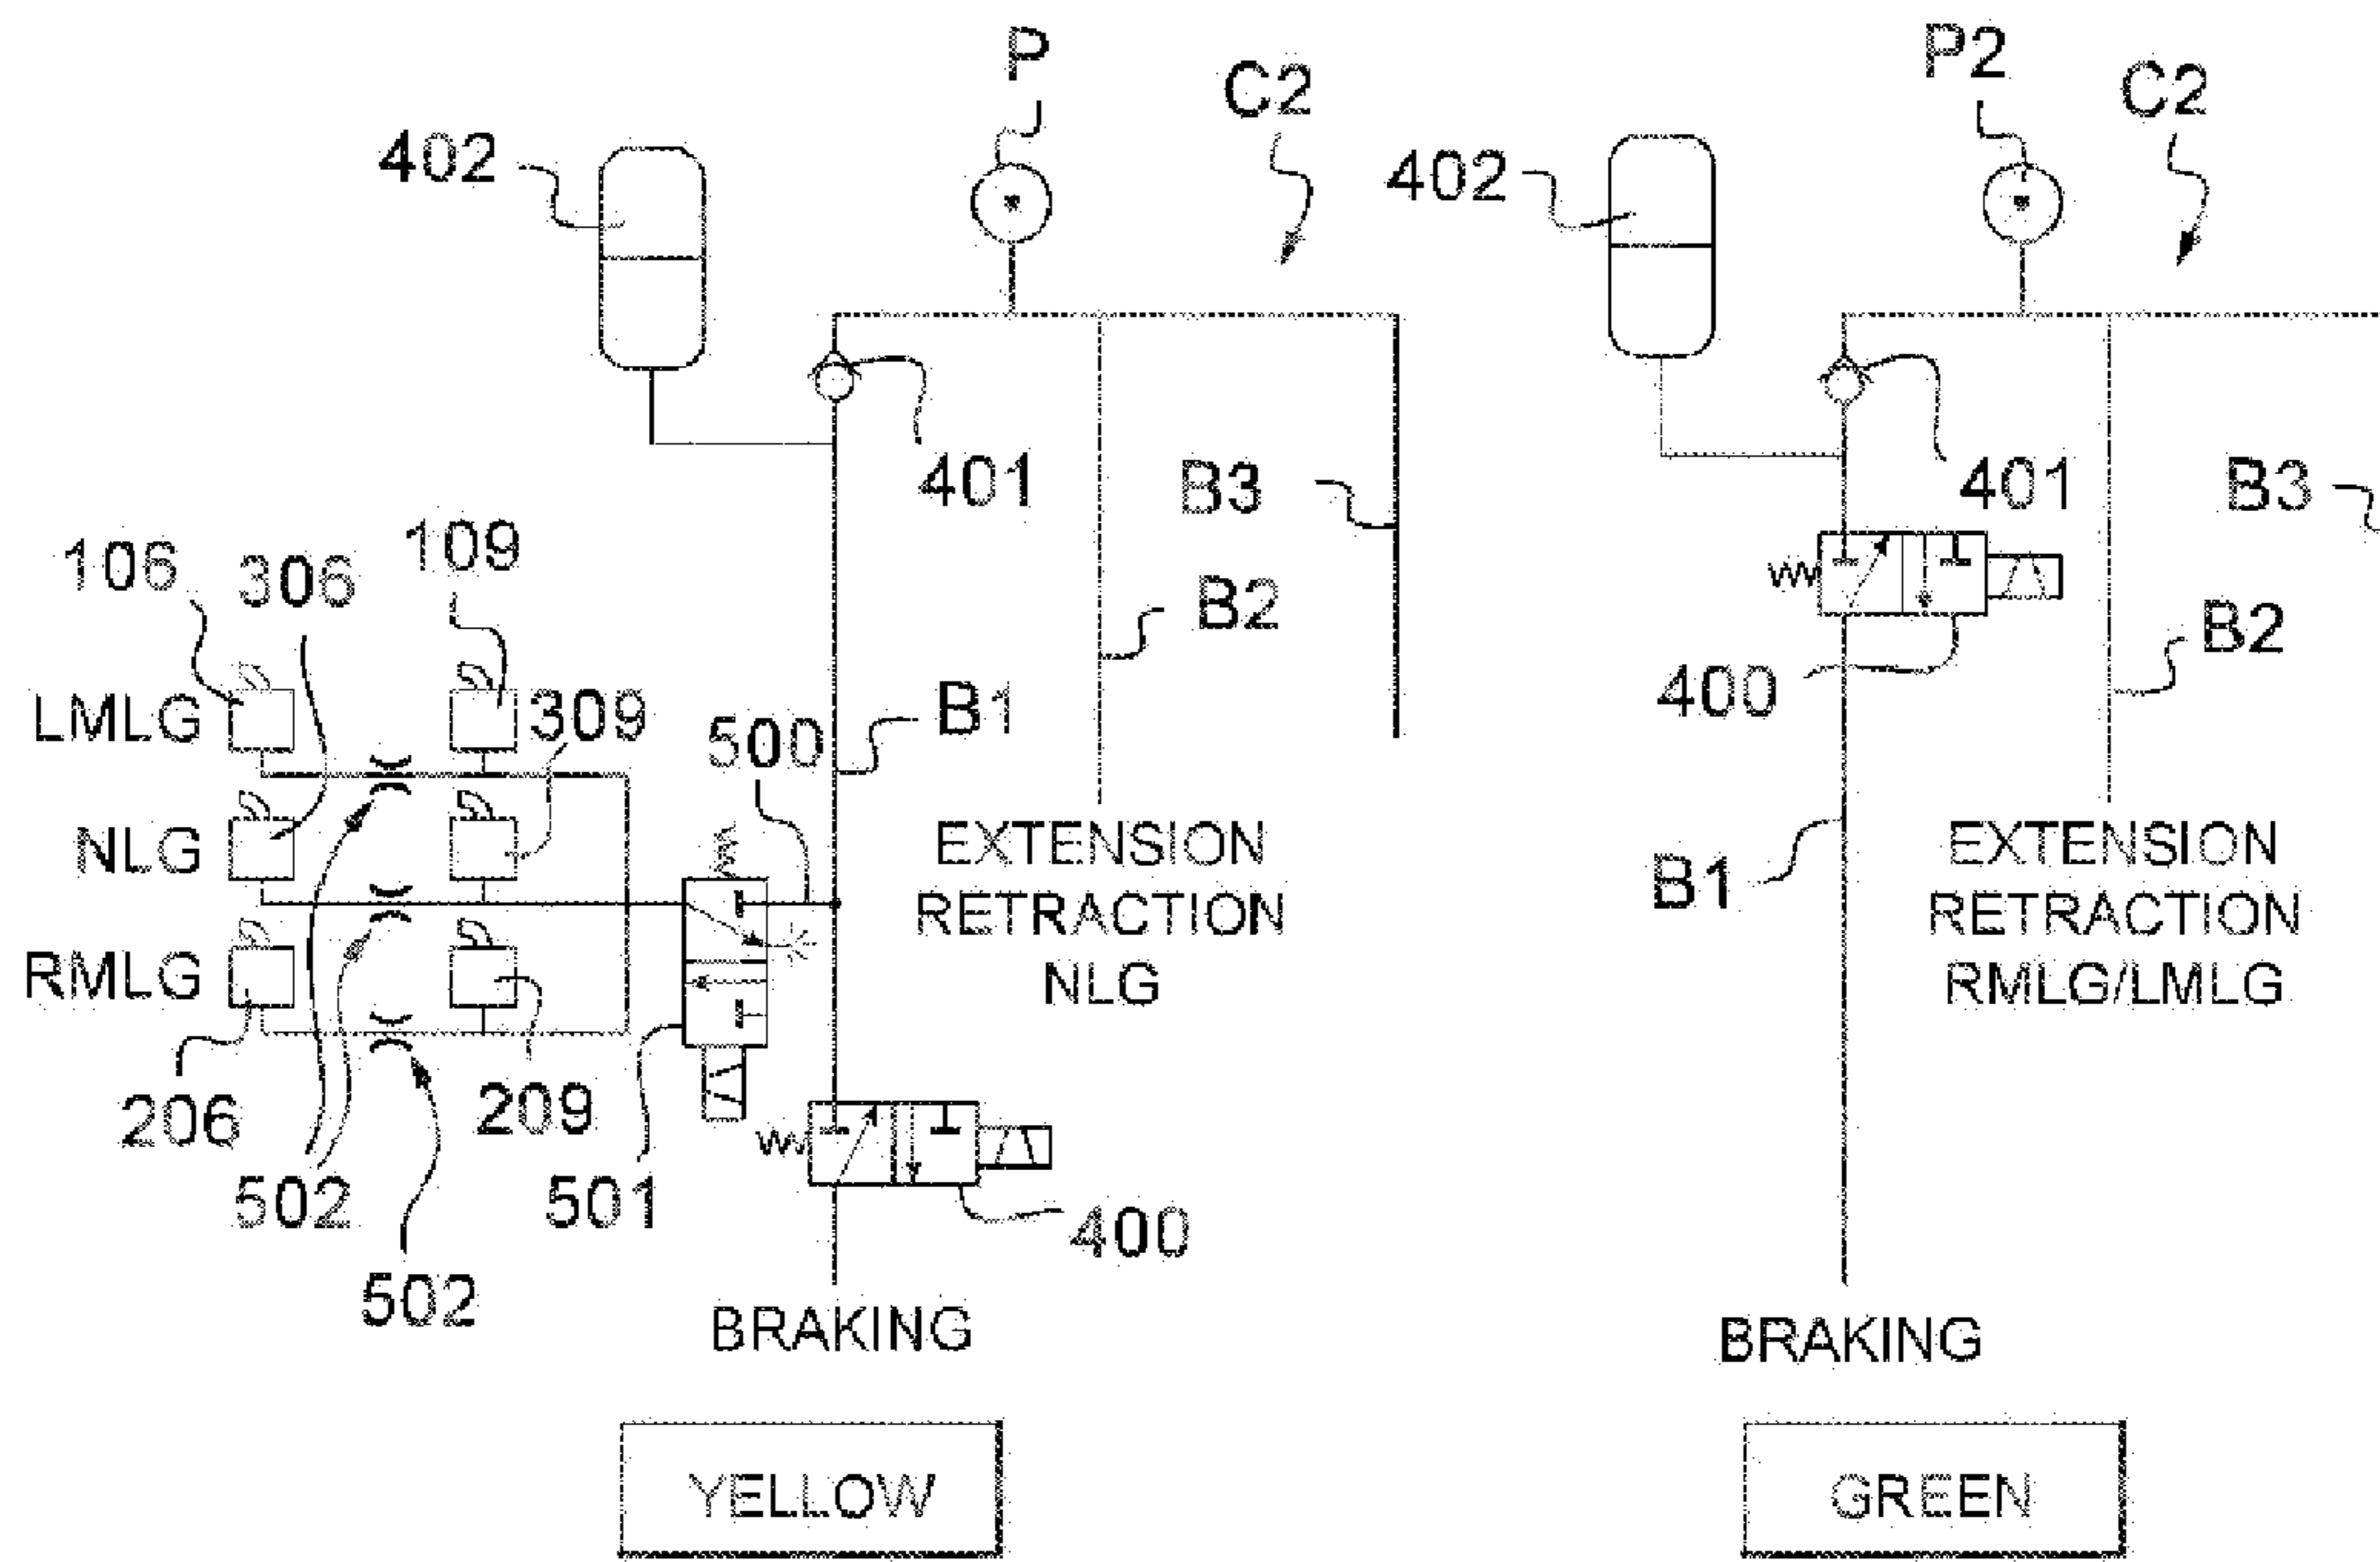 P
C2
P2
C2
402
402
401
401
B3
B3
106
306
109
B2
B2
400
LMLG
309
500
B1
NLG
EXTENSION
RETRACTION
NLG
B1
EXTENSION
RETRACTION
RMLG/LMLG
RMLG
206
209
502
501
400
502
BRAKING
BRAKING
YELLOW
GREEN